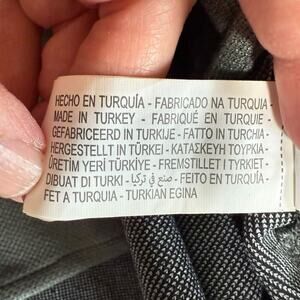 HECHO EN TURQUÍA - FABRICADO NA TURQUIA -
MADE IN TURKEY - FABRIQUÉ EN TURQUIE -
GEFABRICEERD IN TURKIJE - FATTO IN TURCHIA -
HERGESTELLT IN TÜRKEI - ΚΑΤΑΣΚΕΥΗ ΤΟΥΡΚΙΑ -
ÜRETİM YERİ TÜRKİYE - FREMSTILLET I TYRKIET -
DIBUAT DI TURKI - صنع في تركيا - FEITO EN TURQUÍA -
FET A TURQUIA - TURKIAN EGINA